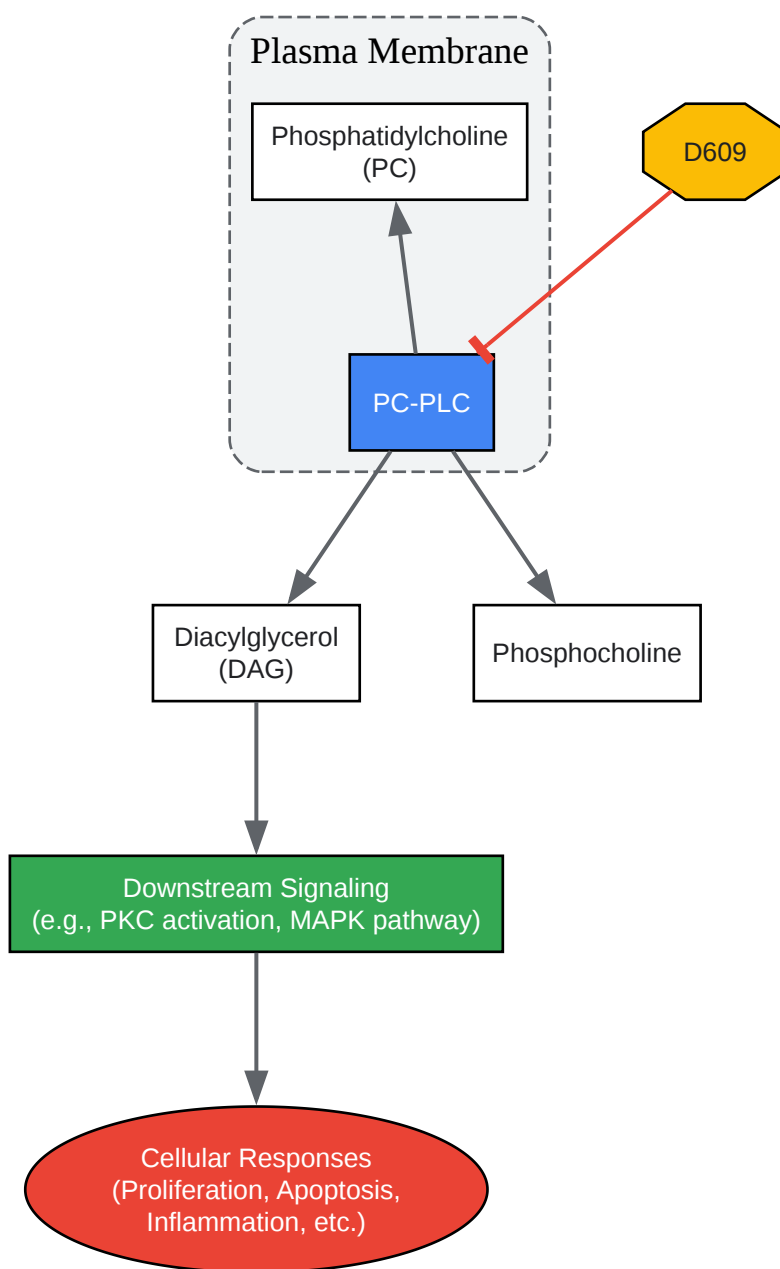 Plasma Membrane
Phosphatidylcholine
(PC)
D609
PC-PLC
Diacylglycerol
(DAG)
Phosphocholine
Downstream Signaling
(e.g., PKC activation, MAPK pathway)
Cellular Responses
(Proliferation, Apoptosis,
Inflammation, etc.)